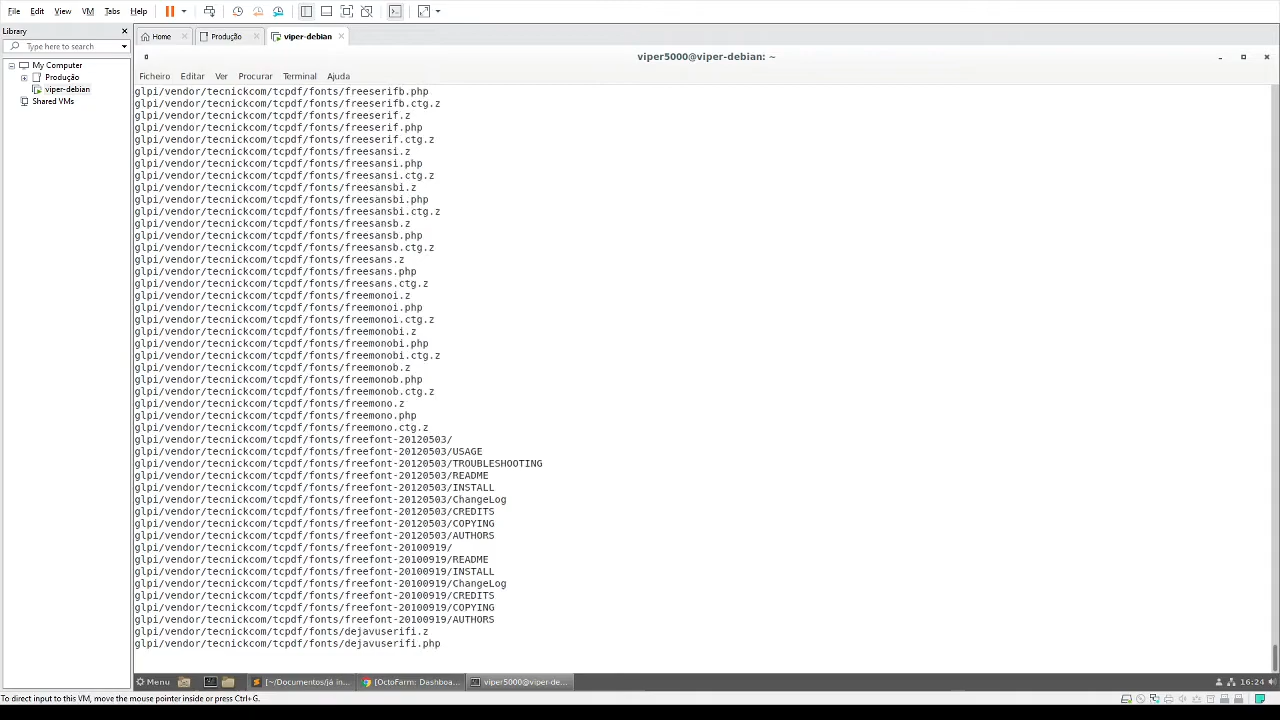 File Edit View VM Tabs Help
Library
Type here to search
My Computer
Produção
viper-debian
Shared VMs
Home
Produção
viper-debian
viper5000@viper-debian: ~
Ficheiro Editar Ver Procurar Terminal Ajuda
glpi/vendor/tecnickcom/tcpdf/fonts/freeserifb.php
glpi/vendor/tecnickcom/tcpdf/fonts/freeserifb.ctg.z
glpi/vendor/tecnickcom/tcpdf/fonts/freeserif.z
glpi/vendor/tecnickcom/tcpdf/fonts/freeserif.php
glpi/vendor/tecnickcom/tcpdf/fonts/freeserif.ctg.z
glpi/vendor/tecnickcom/tcpdf/fonts/freesansi.z
glpi/vendor/tecnickcom/tcpdf/fonts/freesansi.php
glpi/vendor/tecnickcom/tcpdf/fonts/freesansi.ctg.z
glpi/vendor/tecnickcom/tcpdf/fonts/freesansbi.z
glpi/vendor/tecnickcom/tcpdf/fonts/freesansbi.php
glpi/vendor/tecnickcom/tcpdf/fonts/freesansbi.ctg.z
glpi/vendor/tecnickcom/tcpdf/fonts/freesansb.z
glpi/vendor/tecnickcom/tcpdf/fonts/freesansb.php
glpi/vendor/tecnickcom/tcpdf/fonts/freesansb.ctg.z
glpi/vendor/tecnickcom/tcpdf/fonts/freesans.z
glpi/vendor/tecnickcom/tcpdf/fonts/freesans.php
glpi/vendor/tecnickcom/tcpdf/fonts/freesans.ctg.z
glpi/vendor/tecnickcom/tcpdf/fonts/freemonoi.z
glpi/vendor/tecnickcom/tcpdf/fonts/freemonoi.php
glpi/vendor/tecnickcom/tcpdf/fonts/freemonoi.ctg.z
glpi/vendor/tecnickcom/tcpdf/fonts/freemonobi.z
glpi/vendor/tecnickcom/tcpdf/fonts/freemonobi.php
glpi/vendor/tecnickcom/tcpdf/fonts/freemonobi.ctg.z
glpi/vendor/tecnickcom/tcpdf/fonts/freemonob.z
glpi/vendor/tecnickcom/tcpdf/fonts/freemonob.php
glpi/vendor/tecnickcom/tcpdf/fonts/freemonob.ctg.z
glpi/vendor/tecnickcom/tcpdf/fonts/freemono.z
glpi/vendor/tecnickcom/tcpdf/fonts/freemono.php
glpi/vendor/tecnickcom/tcpdf/fonts/freemono.ctg.z
glpi/vendor/tecnickcom/tcpdf/fonts/freefont-20120503/
glpi/vendor/tecnickcom/tcpdf/fonts/freefont-20120503/USAGE
glpi/vendor/tecnickcom/tcpdf/fonts/freefont-20120503/TROUBLESHOOTING
glpi/vendor/tecnickcom/tcpdf/fonts/freefont-20120503/README
glpi/vendor/tecnickcom/tcpdf/fonts/freefont-20120503/INSTALL
glpi/vendor/tecnickcom/tcpdf/fonts/freefont-20120503/ChangeLog
glpi/vendor/tecnickcom/tcpdf/fonts/freefont-20120503/CREDITS
glpi/vendor/tecnickcom/tcpdf/fonts/freefont-20120503/COPYING
glpi/vendor/tecnickcom/tcpdf/fonts/freefont-20120503/AUTHORS
glpi/vendor/tecnickcom/tcpdf/fonts/freefont-20100919/
glpi/vendor/tecnickcom/tcpdf/fonts/freefont-20100919/README
glpi/vendor/tecnickcom/tcpdf/fonts/freefont-20100919/INSTALL
glpi/vendor/tecnickcom/tcpdf/fonts/freefont-20100919/ChangeLog
glpi/vendor/tecnickcom/tcpdf/fonts/freefont-20100919/CREDITS
glpi/vendor/tecnickcom/tcpdf/fonts/freefont-20100919/COPYING
glpi/vendor/tecnickcom/tcpdf/fonts/freefont-20100919/AUTHORS
glpi/vendor/tecnickcom/tcpdf/fonts/dejavuserifi.z
glpi/vendor/tecnickcom/tcpdf/fonts/dejavuserifi.php
Menu [~/Documentos/já in... [OctoFarm: Dashboa... viper5000@viper-de... 16:24
To direct input to this VM, move the mouse pointer inside or press Ctrl+G.